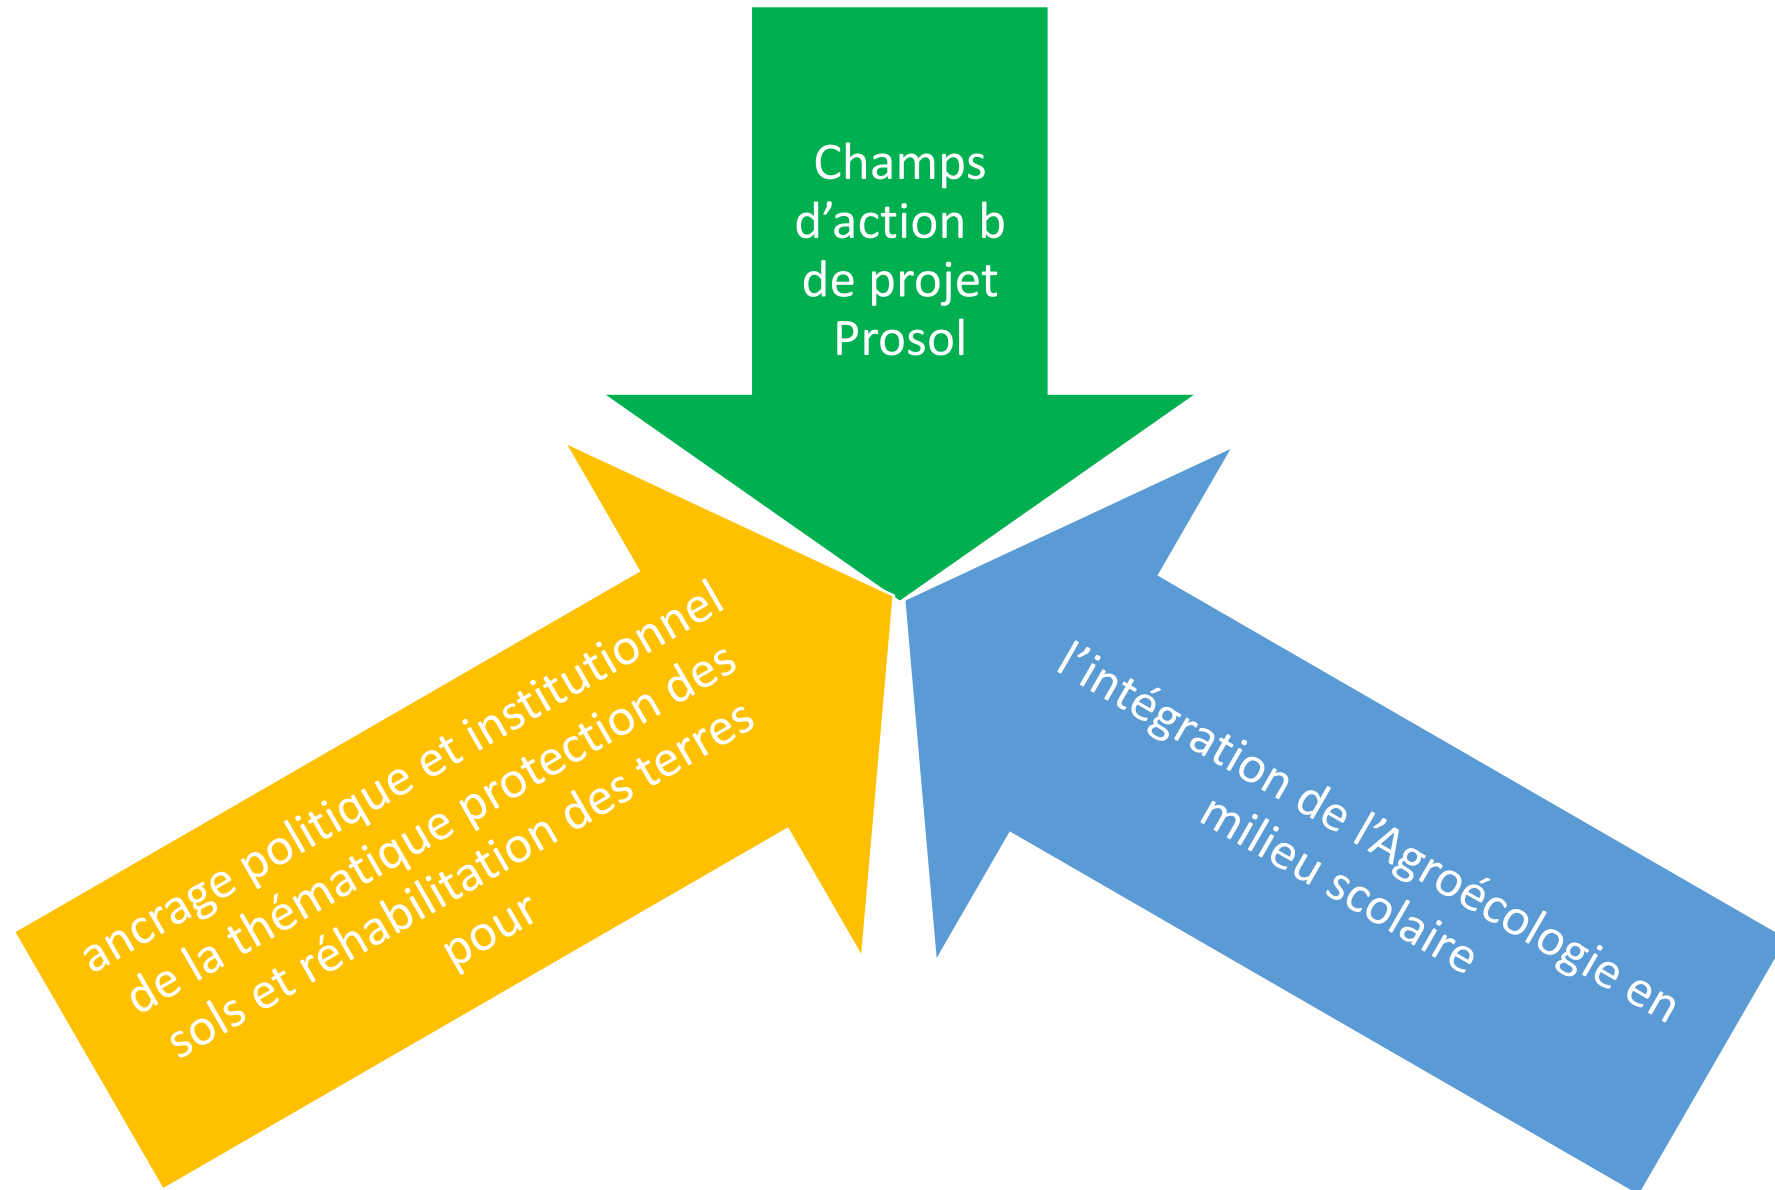 Champs
d’action b
de projet
Prosol
ancrage politique et institutionnel
de la thématique protection des
sols et réhabilitation des terres
pour
l’intégration de l’Agroécologie en
milieu scolaire